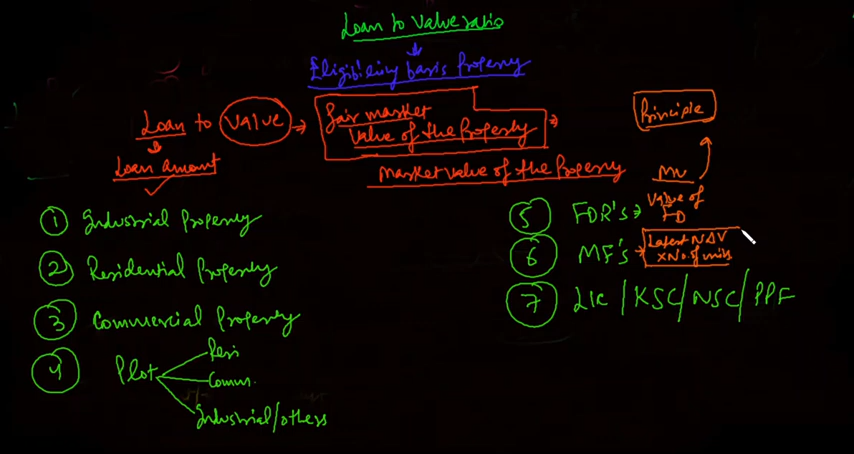 Loan to Value ratio
Eligibility basis Property
Loan to Value
Loan amount
fair market
Value of the Property
Market value of the Property
Principle
① Industrial Property
② Residential Property
③ Commercial Property
④ Plot
Resi
Comm.
Industrial/others
MV
⑤ FDR's → Value of
FD
⑥ MF's → Latest NAV
x No. of units
⑦ LIC / KSC / NSC / PPF